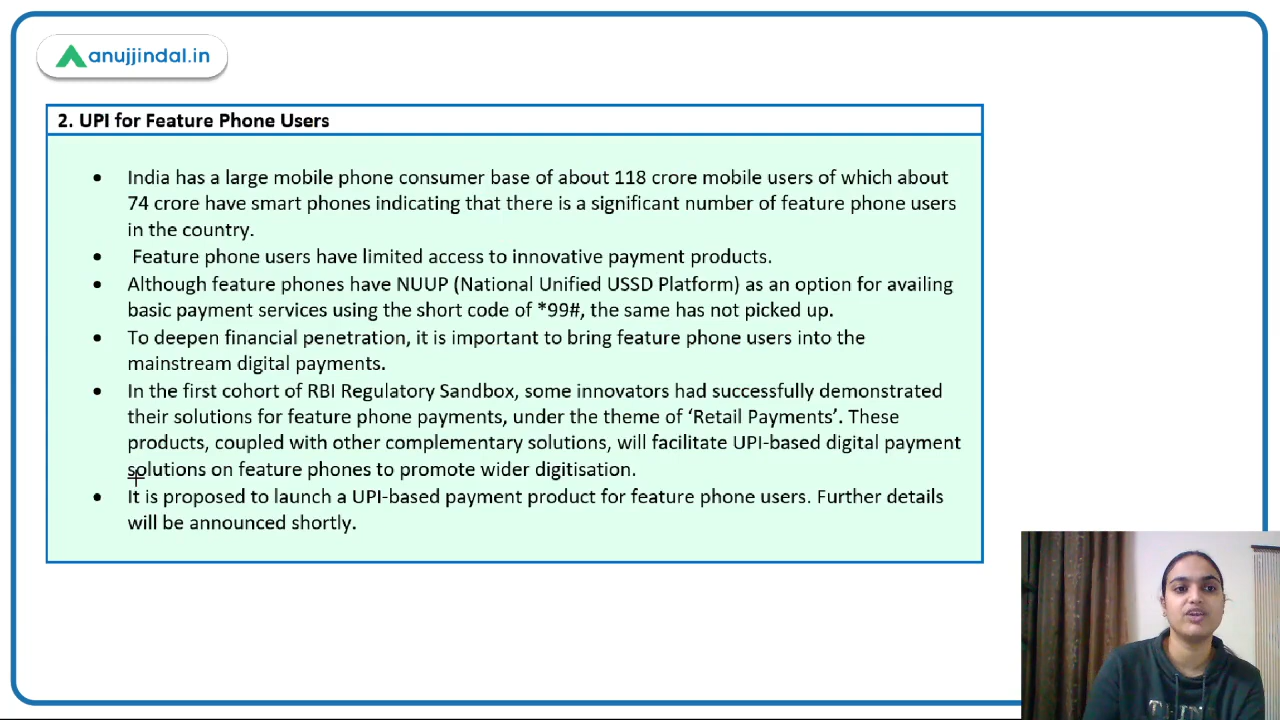 anujjindal.in
2. UPI for Feature Phone Users
• India has a large mobile phone consumer base of about 118 crore mobile users of which about
74 crore have smart phones indicating that there is a significant number of feature phone users
in the country.
• Feature phone users have limited access to innovative payment products.
• Although feature phones have NUUP (National Unified USSD Platform) as an option for availing
basic payment services using the short code of *99#, the same has not picked up.
• To deepen financial penetration, it is important to bring feature phone users into the
mainstream digital payments.
• In the first cohort of RBI Regulatory Sandbox, some innovators had successfully demonstrated
their solutions for feature phone payments, under the theme of ‘Retail Payments’. These
products, coupled with other complementary solutions, will facilitate UPI-based digital payment
solutions on feature phones to promote wider digitisation.
• It is proposed to launch a UPI-based payment product for feature phone users. Further details
will be announced shortly.